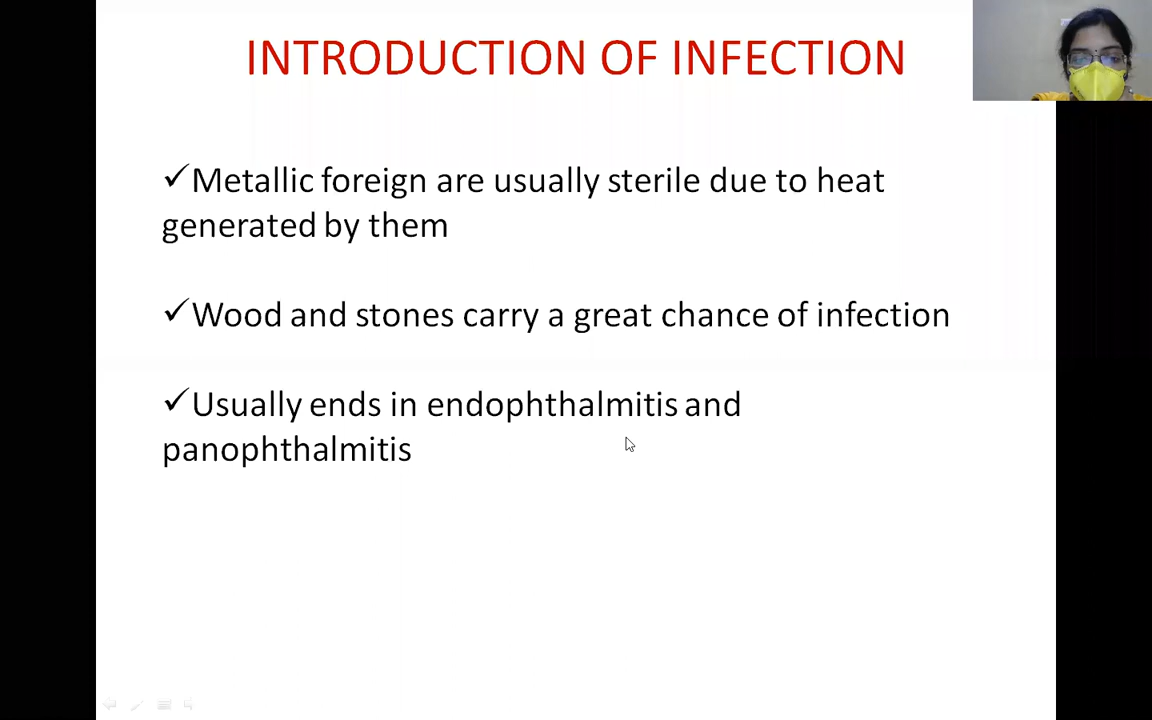 INTRODUCTION OF INFECTION
✓Metallic foreign are usually sterile due to heat
generated by them
✓Wood and stones carry a great chance of infection
✓Usually ends in endophthalmitis and
panophthalmitis